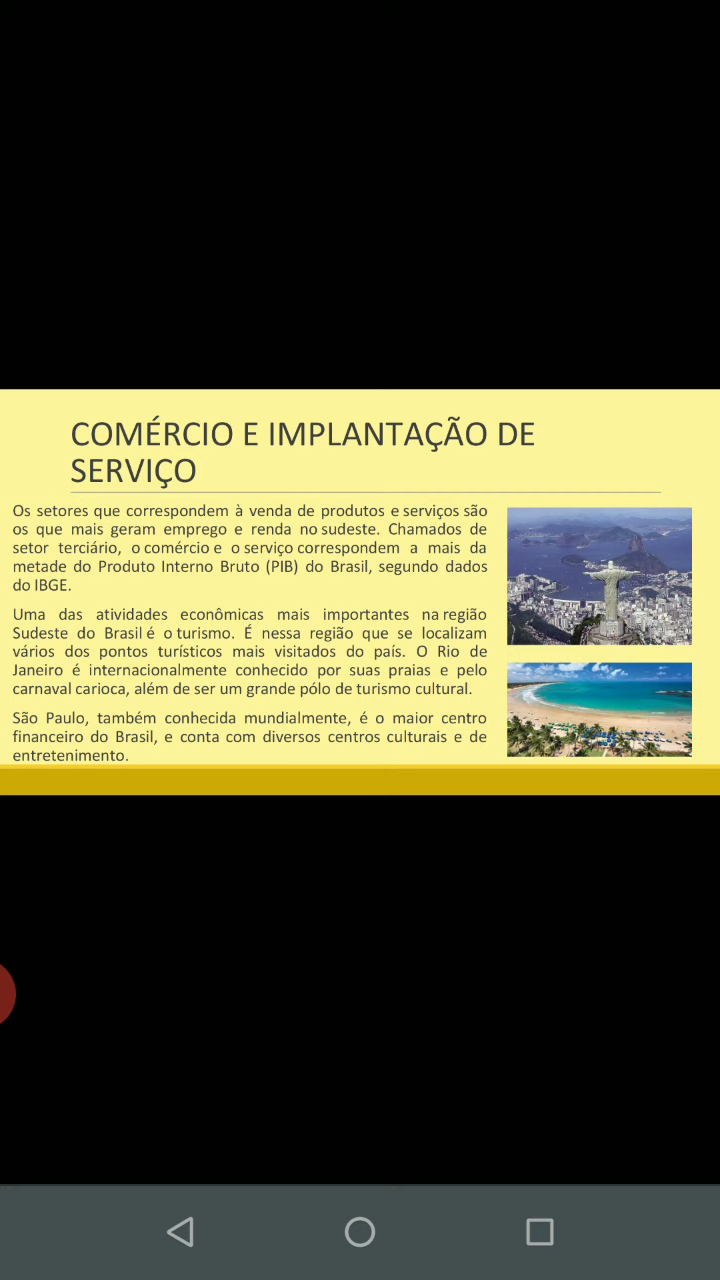 COMÉRCIO E IMPLANTAÇÃO DE
SERVIÇO
Os setores que correspondem à venda de produtos e serviços são
os que mais geram emprego e renda no sudeste. Chamados de
setor terciário, o comércio e o serviço correspondem a mais da
metade do Produto Interno Bruto (PIB) do Brasil, segundo dados
do IBGE.
Uma das atividades econômicas mais importantes na região
Sudeste do Brasil é o turismo. É nessa região que se localizam
vários dos pontos turísticos mais visitados do país. O Rio de
Janeiro é internacionalmente conhecido por suas praias e pelo
carnaval carioca, além de ser um grande pólo de turismo cultural.
São Paulo, também conhecida mundialmente, é o maior centro
financeiro do Brasil, e conta com diversos centros culturais e de
entretenimento.